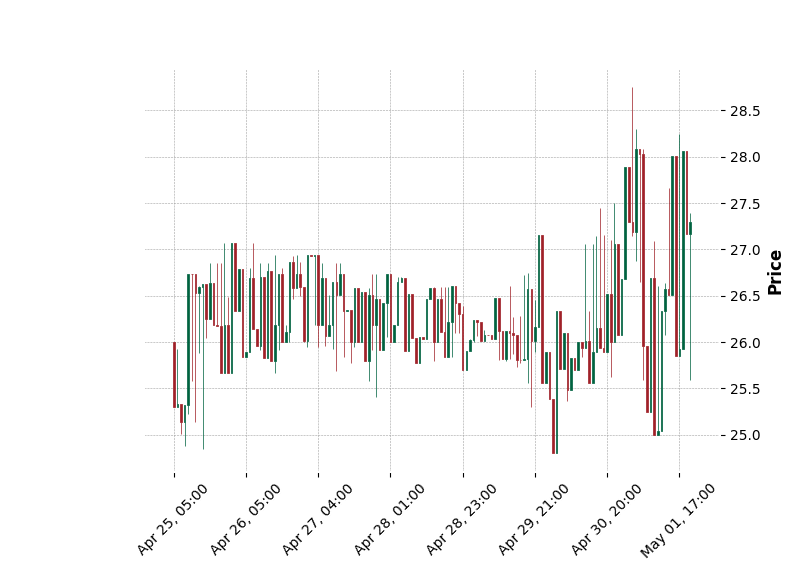 28.5
28.0
27.5
27.0
26.5
26.0
25.5
25.0
Price
Apr 25, 05:00
Apr 26, 05:00
Apr 27, 04:00
Apr 28, 01:00
Apr 28, 23:00
Apr 29, 21:00
Apr 30, 20:00
May 01, 17:00